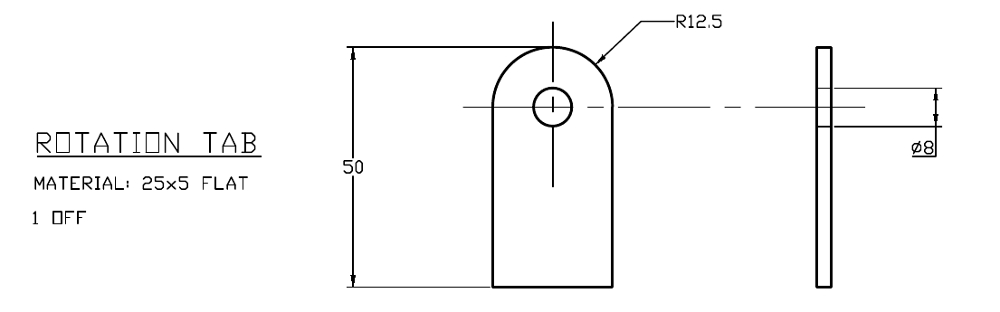 ROTATION TAB
MATERIAL: 25x5 FLAT
1 OFF
50
R12.5
Ø8